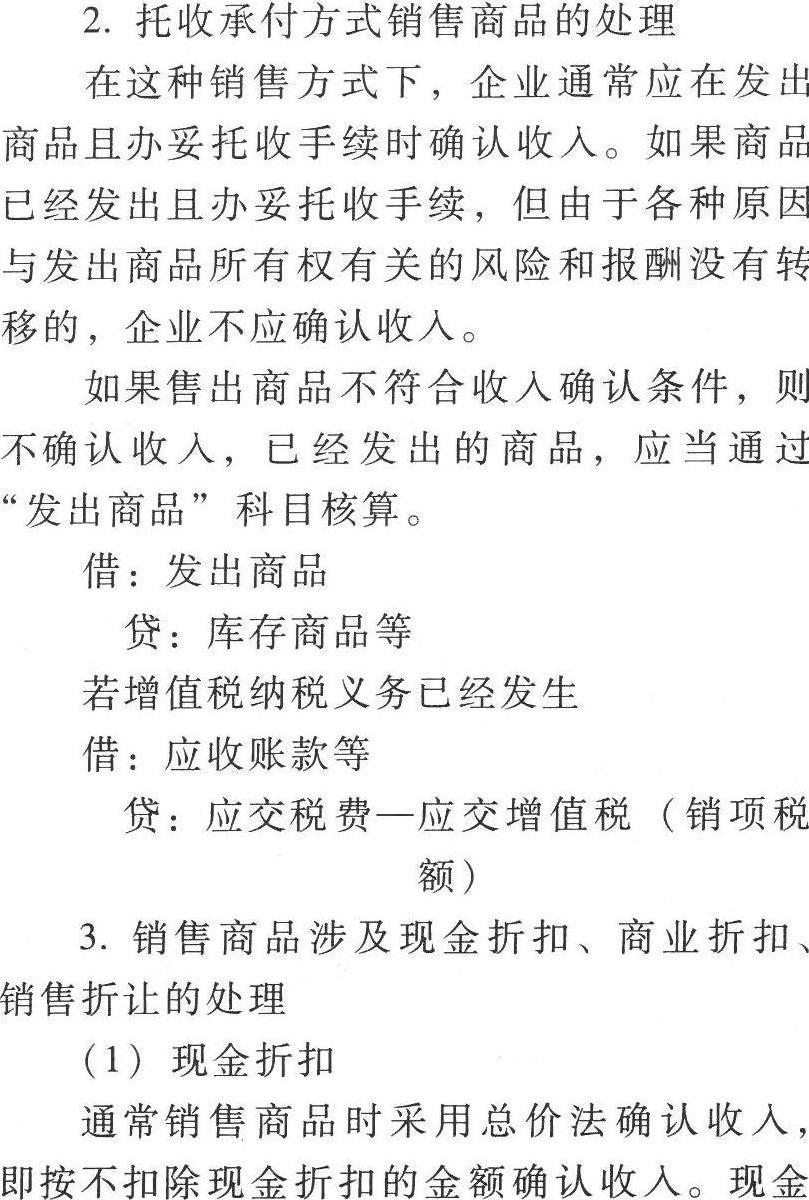 2. 托收承付方式销售商品的处理
在这种销售方式下，企业通常应在发出
商品且办妥托收手续时确认收入。如果商品
已经发出且办妥托收手续，但由于各种原因
与发出商品所有权有关的风险和报酬没有转
移的，企业不应确认收入。
如果售出商品不符合收入确认条件，则
不确认收入，已经发出的商品，应当通过
“发出商品”科目核算。
借：发出商品
贷：库存商品等
若增值税纳税义务已经发生
借：应收账款等
贷：应交税费—应交增值税（销项税
额）
3. 销售商品涉及现金折扣、商业折扣、
销售折让的处理
（1）现金折扣
通常销售商品时采用总价法确认收入，
即按不扣除现金折扣的金额确认收入。现金